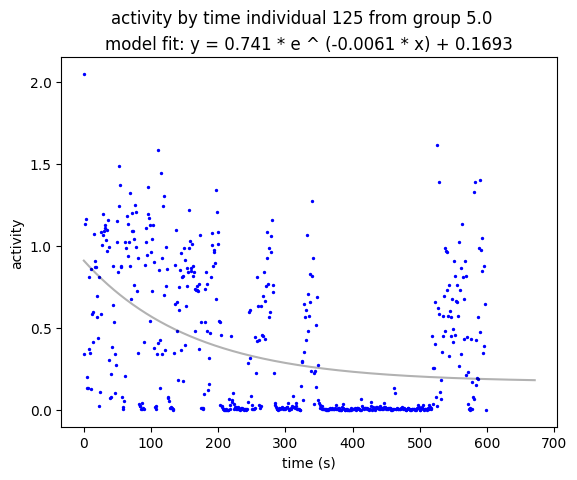 activity by time individual 125 from group 5.0
model fit: y = 0.741 * e ^ (-0.0061 * x) + 0.1693
2.0
1.5
1.0
0.5
0.0
activity
0 100 200 300 400 500 600 700
time (s)